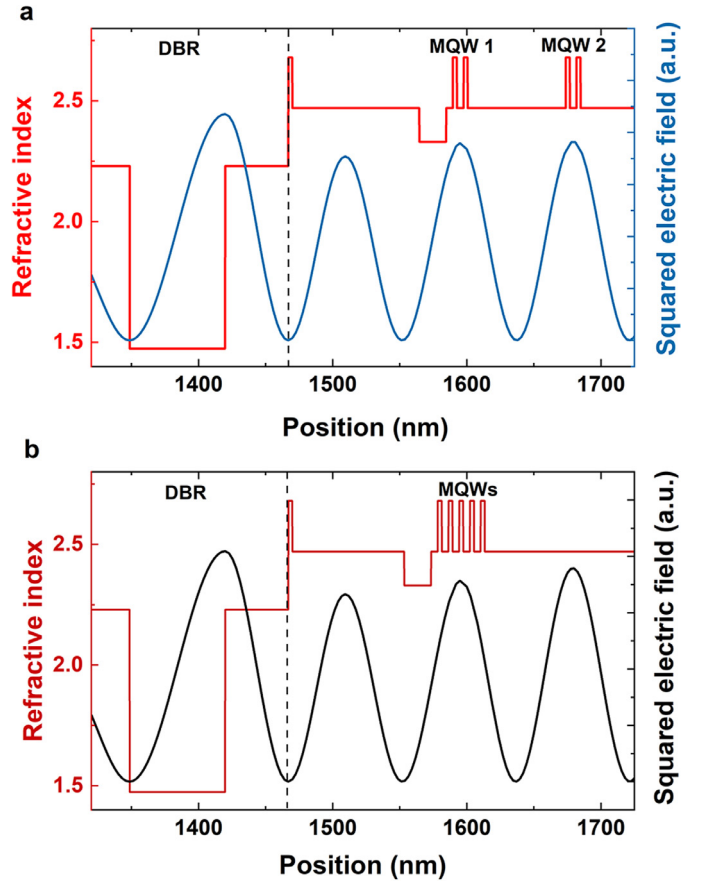 a
DBR
MQW 1
MQW 2
2.5
2.0
1.5
Refractive index
Squared electric field (a.u.)
1400
1500
1600
1700
Position (nm)
b
DBR
MQWs
2.5
2.0
1.5
Refractive index
Squared electric field (a.u.)
1400
1500
1600
1700
Position (nm)